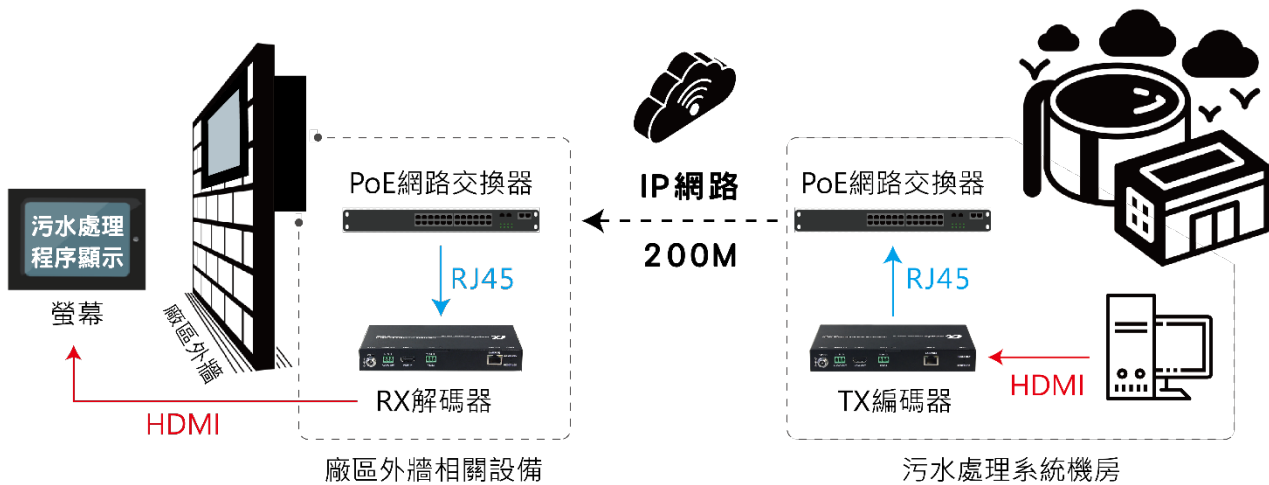 污水處理
程序顯示
螢幕
廠區外牆
HDMI
PoE網路交換器
RJ45
RX解碼器
廠區外牆相關設備
IP網路
200M
PoE網路交換器
RJ45
TX編碼器
HDMI
污水處理系統機房